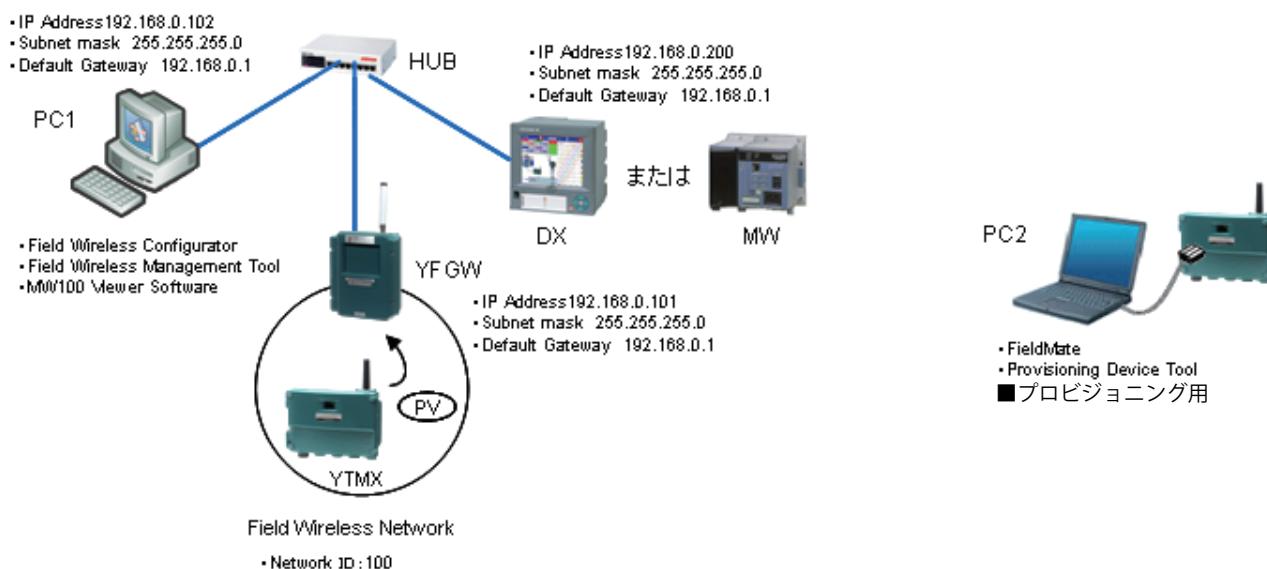 ・IP Address192.168.0.102
・Subnet mask 255.255.255.0
・Default Gateway 192.168.0.1
PC1
HUB
・IP Address192.168.0.200
・Subnet mask 255.255.255.0
・Default Gateway 192.168.0.1
または
DX
MW
・Field Wireless Configurator
・Field Wireless Management Tool
・MW100 Viewer Software
YFGW
・IP Address192.168.0.101
・Subnet mask 255.255.255.0
・Default Gateway 192.168.0.1
PV
YTMX
Field Wireless Network
・Network ID : 100
PC2
・FieldMate
・Provisioning Device Tool
■プロビジョニング用